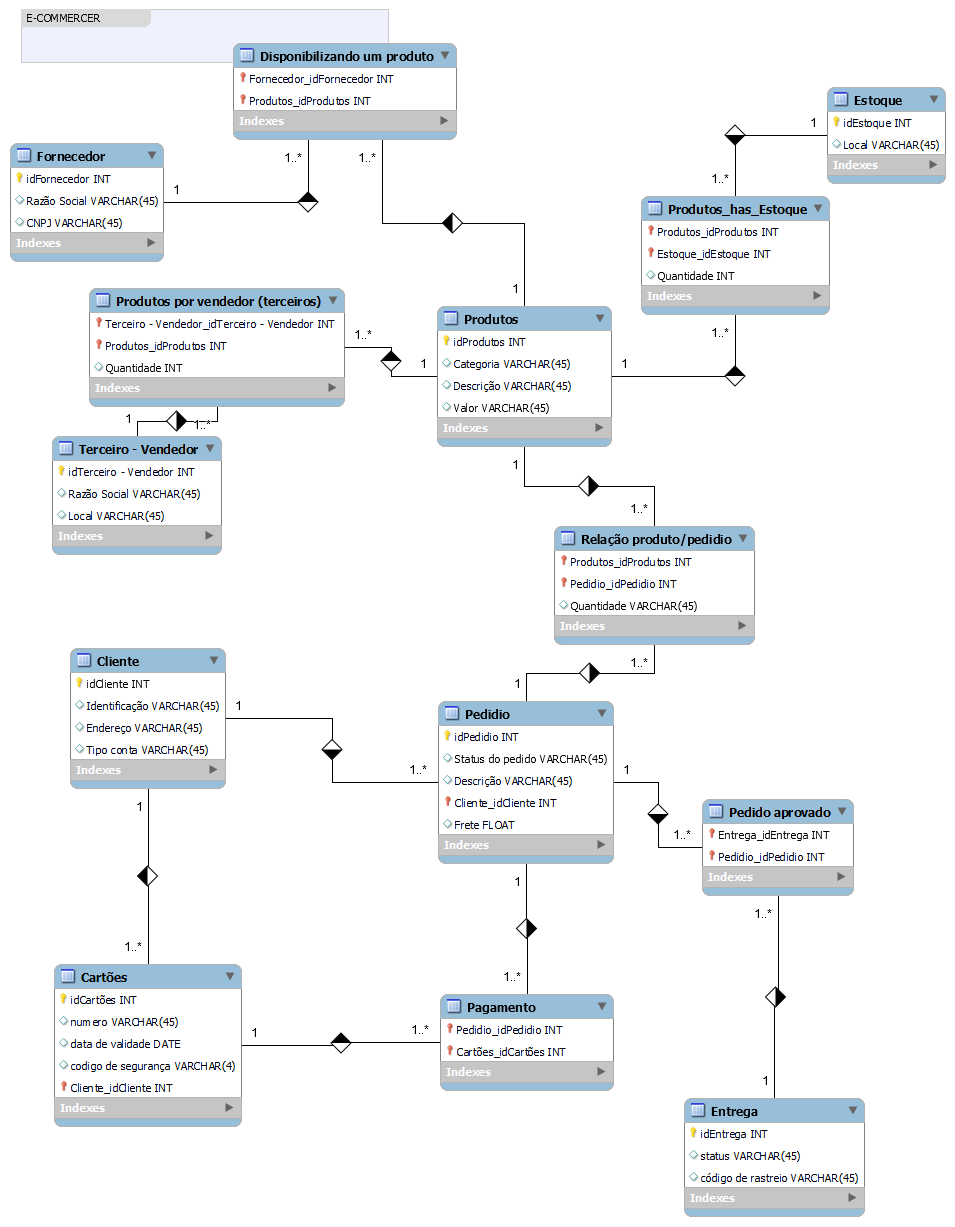 E-COMMERCER
Disponibilizando um produto
Fornecedor_idFornecedor INT
Produtos_idProdutos INT
Indexes
1..*
1..*
Fornecedor
idFornecedor INT
Razão Social VARCHAR(45)
CNPJ VARCHAR(45)
Indexes
1
1
Estoque
idEstoque INT
Local VARCHAR(45)
Indexes
1
1..*
Produtos_has_Estoque
Produtos_idProdutos INT
Estoque_idEstoque INT
Quantidade INT
Indexes
1..*
Produtos por vendedor (terceiros)
Terceiro - Vendedor_idTerceiro - Vendedor INT
Produtos_idProdutos INT
Quantidade INT
Indexes
1..*
1
Produtos
idProdutos INT
Categoria VARCHAR(45)
Descrição VARCHAR(45)
Valor VARCHAR(45)
Indexes
1
1
1..*
Terceiro - Vendedor
idTerceiro - Vendedor INT
Razão Social VARCHAR(45)
Local VARCHAR(45)
Indexes
1
1..*
Relação produto/pedidio
Produtos_idProdutos INT
Pedidio_idPedidio INT
Quantidade VARCHAR(45)
Indexes
1..*
1
Cliente
idCliente INT
Identificação VARCHAR(45)
Endereço VARCHAR(45)
Tipo conta VARCHAR(45)
Indexes
1
1..*
1
Pedidio
idPedidio INT
Status do pedido VARCHAR(45)
Descrição VARCHAR(45)
Cliente_idCliente INT
Frete FLOAT
Indexes
1
1..*
1
Pedido aprovado
Entrega_idEntrega INT
Pedidio_idPedidio INT
Indexes
1..*
1..*
Cartões
idCartões INT
numero VARCHAR(45)
data de validade DATE
codigo de segurança VARCHAR(4)
Cliente_idCliente INT
Indexes
1
1..*
1..*
Pagamento
Pedidio_idPedidio INT
Cartões_idCartões INT
Indexes
1
Entrega
idEntrega INT
status VARCHAR(45)
código de rastreio VARCHAR(45)
Indexes